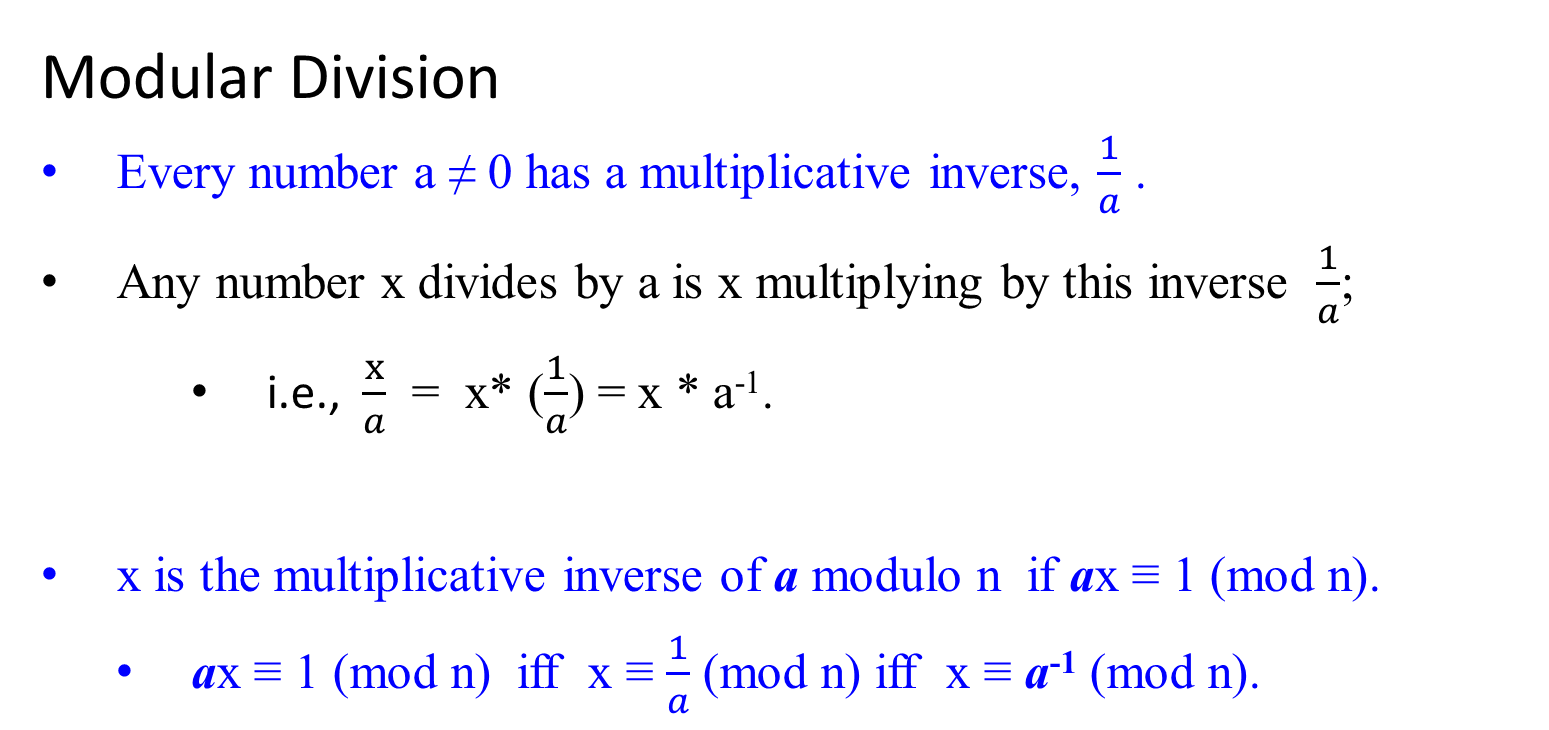 Modular Division
• Every number a ≠ 0 has a multiplicative inverse, 1/a .
• Any number x divides by a is x multiplying by this inverse 1/a;
• i.e., x/a = x* (1/a) = x * a⁻¹.
• x is the multiplicative inverse of a modulo n if ax ≡ 1 (mod n).
• ax ≡ 1 (mod n) iff x ≡ 1/a (mod n) iff x ≡ a⁻¹ (mod n).